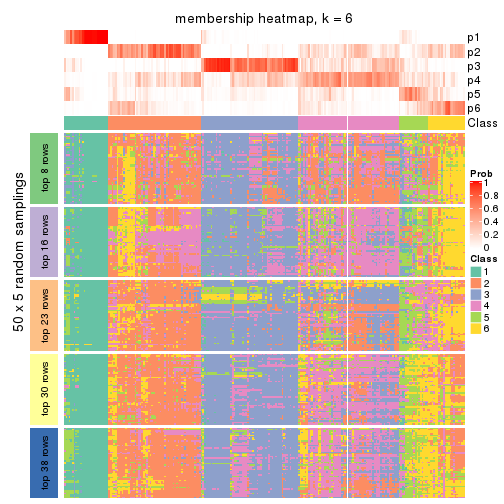 membership heatmap, k = 6
p1
p2
p3
p4
p5
p6
Class
50 x 5 random samplings
top 8 rows
top 16 rows
top 23 rows
top 30 rows
top 38 rows
Prob
1
0.8
0.6
0.4
0.2
0
Class
1
2
3
4
5
6